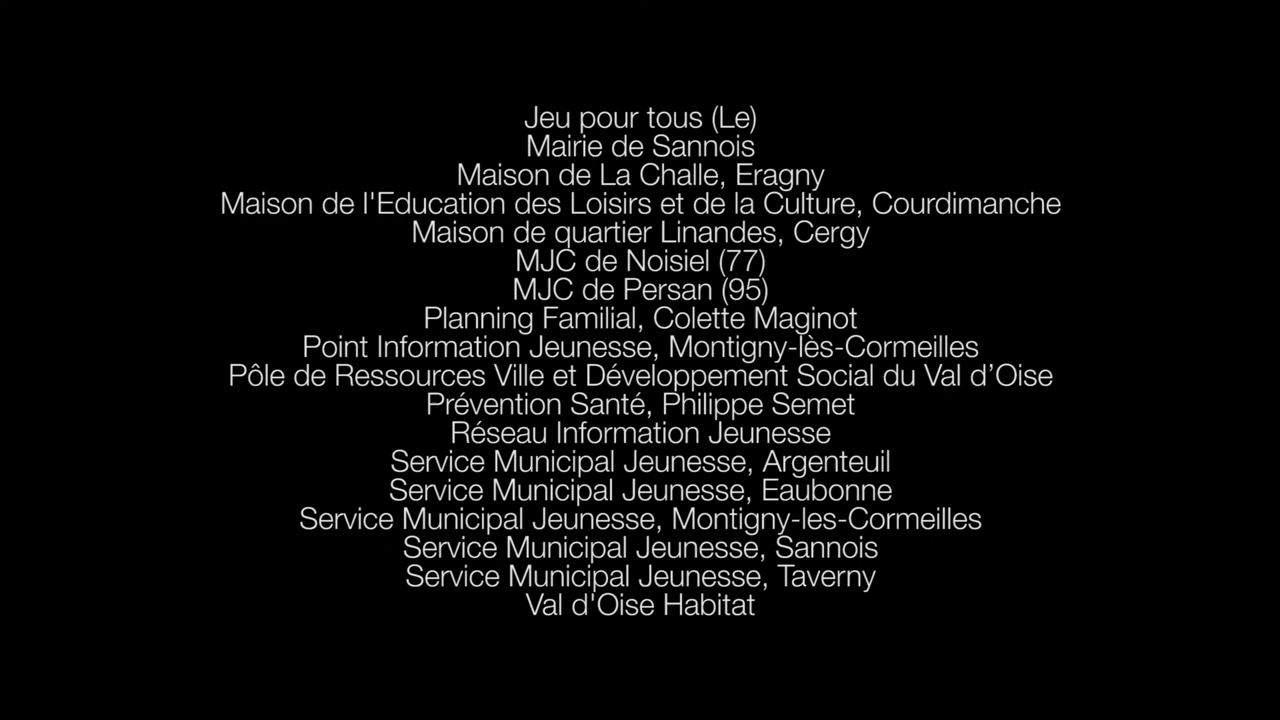 Jeu pour tous (Le)
Mairie de Sannois
Maison de La Challe, Eragny
Maison de l'Education des Loisirs et de la Culture, Courdimanche
Maison de quartier Linandes, Cergy
MJC de Noisiel (77)
MJC de Persan (95)
Planning Familial, Colette Maginot
Point Information Jeunesse, Montigny-lès-Cormeilles
Pôle de Ressources Ville et Développement Social du Val d’Oise
Prévention Santé, Philippe Semet
Réseau Information Jeunesse
Service Municipal Jeunesse, Argenteuil
Service Municipal Jeunesse, Eaubonne
Service Municipal Jeunesse, Montigny-les-Cormeilles
Service Municipal Jeunesse, Sannois
Service Municipal Jeunesse, Taverny
Val d'Oise Habitat